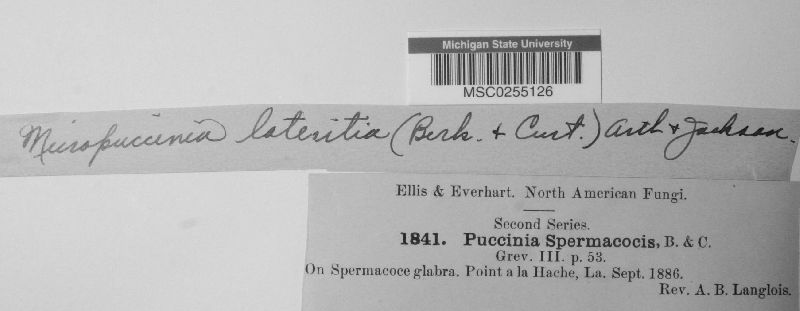 Michigan State University
MSC0255126
Micropuccinia lateritia (Berk. + Curt.) Arth + Jackson.
Ellis & Everhart. North American Fungi.
Second Series.
1841. Puccinia Spermacocis, B. & C.
Grev. III. p. 53.
On Spermacoce glabra. Point a la Hache, La. Sept. 1886.
Rev. A. B. Langlois.